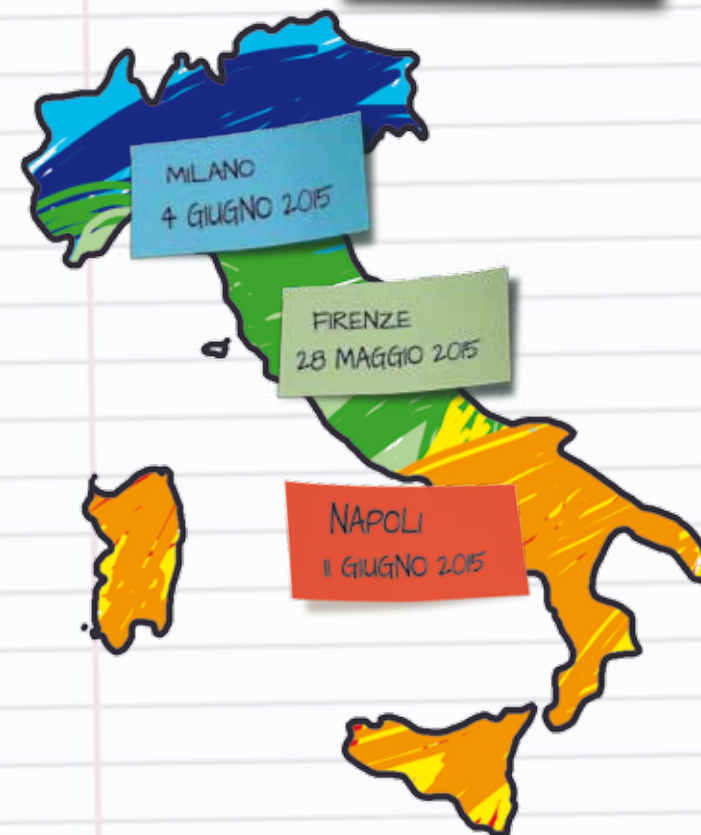 MILANO
4 GIUGNO 2015
FIRENZE
28 MAGGIO 2015
NAPOLI
11 GIUGNO 2015